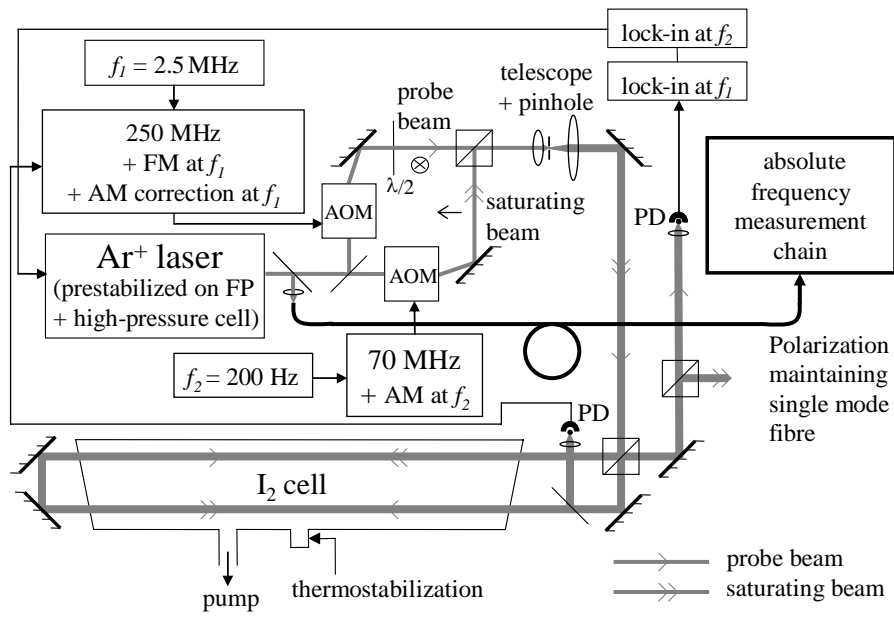 lock-in at f2
f1 = 2.5 MHz
lock-in at f1
telescope
+ pinhole
probe
beam
250 MHz
+ FM at f1
+ AM correction at f1
λ/2
absolute
frequency
measurement
chain
AOM
saturating
beam
PD
Ar+ laser
(prestabilized on FP
+ high-pressure cell)
AOM
70 MHz
+ AM at f2
f2 = 200 Hz
Polarization
maintaining
single mode
fibre
PD
I2 cell
probe beam
saturating beam
thermostabilization
pump